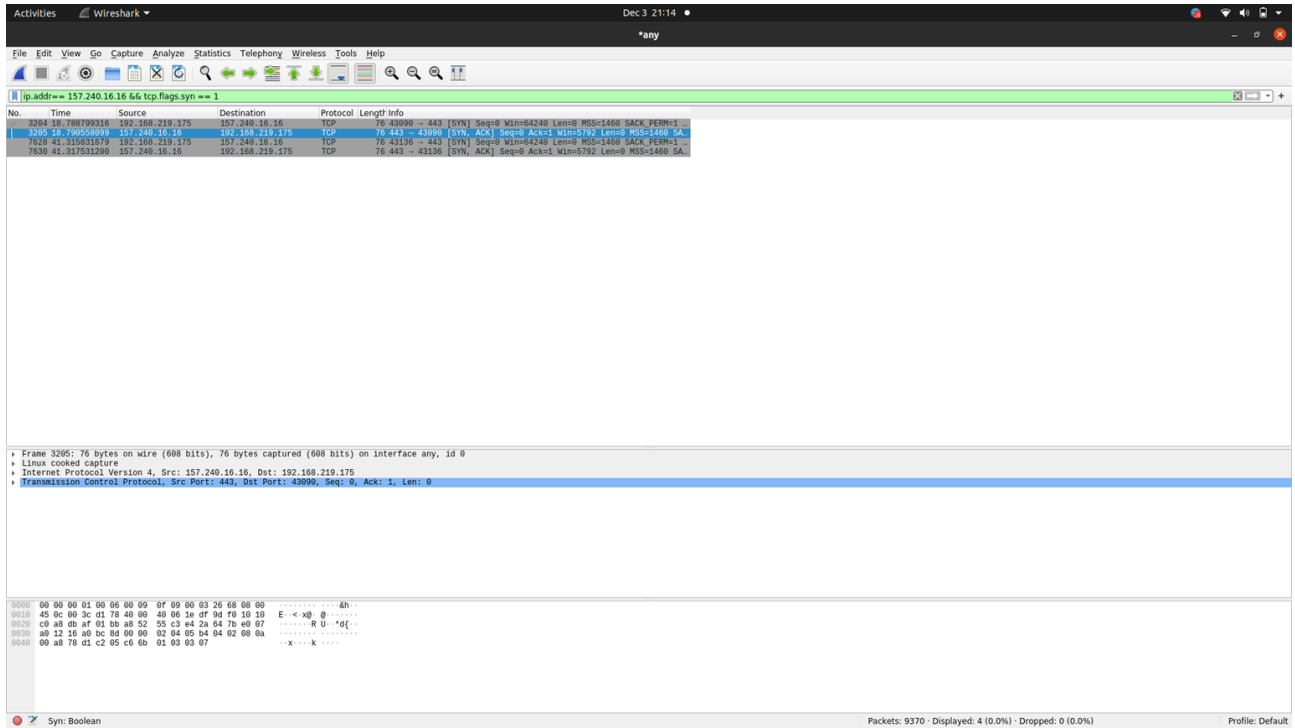 Activities Wireshark Dec 3 21:14
*any
File Edit View Go Capture Analyze Statistics Telephony Wireless Tools Help
ip.addr== 157.240.16.16 && tcp.flags.syn == 1
No. Time Source Destination Protocol Length Info
3204 18.788799316 192.168.219.175 157.240.16.16 TCP 76 43090 → 443 [SYN] Seq=0 Win=64240 Len=0 MSS=1460 SACK_PERM=1 …
3205 18.790558099 157.240.16.16 192.168.219.175 TCP 76 443 → 43090 [SYN, ACK] Seq=0 Ack=1 Win=5792 Len=0 MSS=1460 SA…
7628 41.315831679 192.168.219.175 157.240.16.16 TCP 76 43136 → 443 [SYN] Seq=0 Win=64240 Len=0 MSS=1460 SACK_PERM=1 …
7630 41.317531200 157.240.16.16 192.168.219.175 TCP 76 443 → 43136 [SYN, ACK] Seq=0 Ack=1 Win=5792 Len=0 MSS=1460 SA…
Frame 3205: 76 bytes on wire (608 bits), 76 bytes captured (608 bits) on interface any, id 0
Linux cooked capture
Internet Protocol Version 4, Src: 157.240.16.16, Dst: 192.168.219.175
Transmission Control Protocol, Src Port: 443, Dst Port: 43090, Seq: 0, Ack: 1, Len: 0
0000 00 00 00 01 00 06 00 09 0f 09 00 03 26 68 08 00 ········ ····&h··
0010 45 0c 00 3c d1 78 40 00 40 06 1e df 9d f0 10 10 E··<·x@· @·······
0020 c0 a8 db af 01 bb a8 52 55 c3 e4 2a 64 7b e0 07 ·······R U··*d{··
0030 a0 12 16 a0 bc 8d 00 00 02 04 05 b4 04 02 08 0a ········ ········
0040 00 a8 78 d1 c2 05 c6 6b 01 03 03 07 ··x····k ····
Syn: Boolean Packets: 9370 · Displayed: 4 (0.0%) · Dropped: 0 (0.0%) Profile: Default